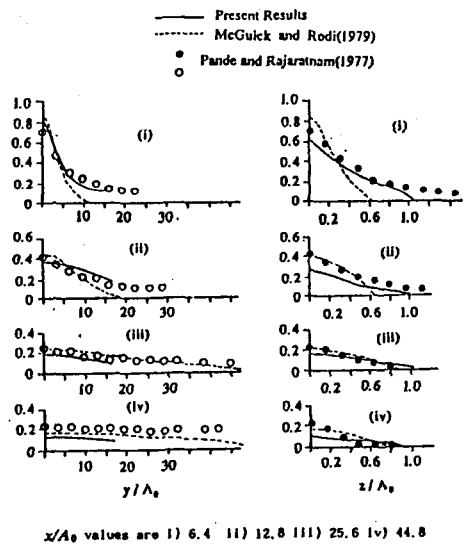 Present Results
McGuick and Rodi(1979)
Pande and Rajaratnam(1977)
1.0
0.8
0.6
0.4
0.2
0
(i)
10 15 30
0.6
0.4
0.2
0
(ii)
10 15 30
0.4
0.2
0
(iii)
10 15 30
0.4
0.2
0
(iv)
10 15 30
y/Λ₀
1.0
0.8
0.6
0.4
0.2
0
(i)
0.2 0.6 1.0
0.6
0.4
0.2
0
(ii)
0.2 0.6 1.0
0.4
0.2
0
(iii)
0.2 0.6 1.0
0.4
0.2
0
(iv)
0.2 0.6 1.0
z/Λ₀
x/Λ₀ values are i) 6.4 ii) 12.8 iii) 25.6 iv) 44.8